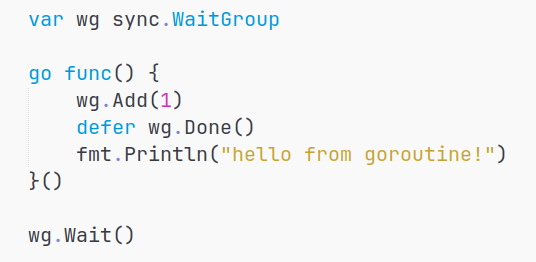 var wg sync.WaitGroup

go func() {
    wg.Add(1)
    defer wg.Done()
    fmt.Println("hello from goroutine!")
}()

wg.Wait()